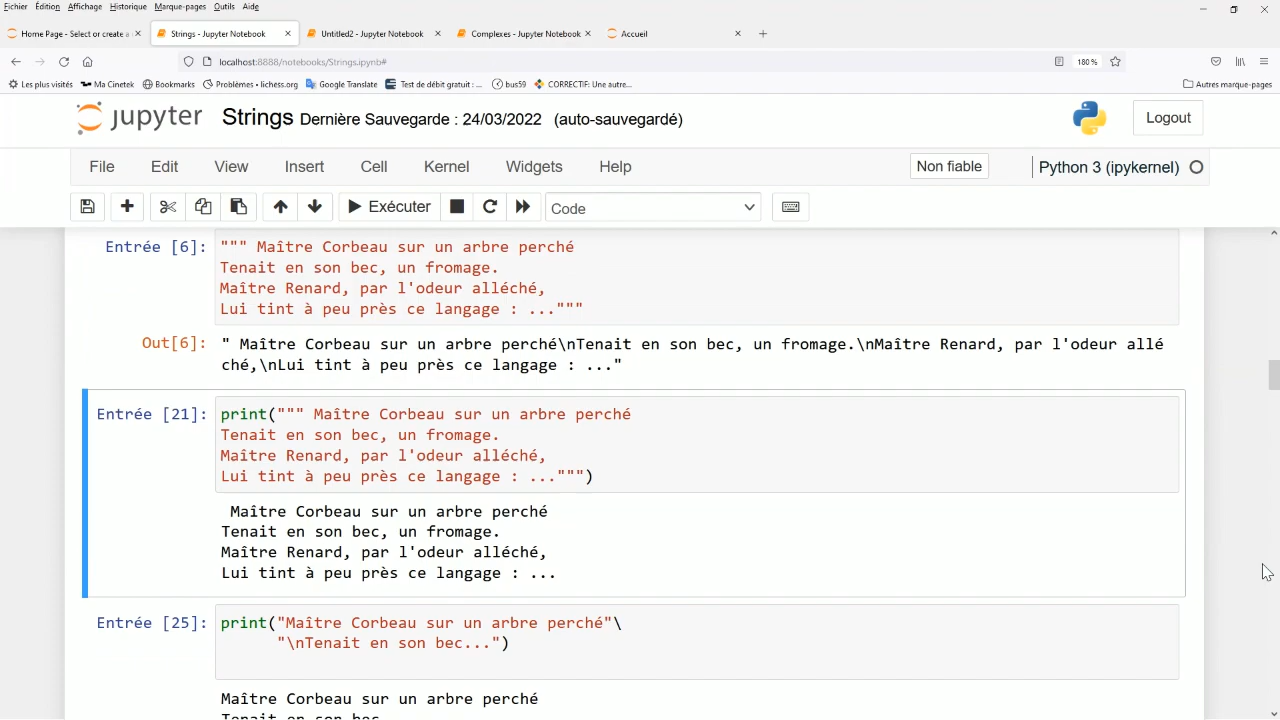 Fichier Édition Affichage Historique Marque-pages Outils Aide
Home Page - Select or create a Strings - Jupyter Notebook Untitled2 - Jupyter Notebook Complexes - Jupyter Notebook Accueil
localhost:8888/notebooks/Strings.ipynb# 180 %
Les plus visités Ma Cinetek Bookmarks Problèmes • lichess.org Google Translate Test de débit gratuit : ... bus59 CORRECTIF: Une autre... Autres marque-pages
jupyter Strings Dernière Sauvegarde : 24/03/2022 (auto-sauvegardé) Logout
File Edit View Insert Cell Kernel Widgets Help Non fiable Python 3 (ipykernel)
Exécuter Code
Entrée [6]: """ Maître Corbeau sur un arbre perché
Tenait en son bec, un fromage.
Maître Renard, par l'odeur alléché,
Lui tint à peu près ce langage : ..."""
Out[6]: " Maître Corbeau sur un arbre perché\nTenait en son bec, un fromage.\nMaître Renard, par l'odeur allé
ché,\nLui tint à peu près ce langage : ..."
Entrée [21]: print(""" Maître Corbeau sur un arbre perché
Tenait en son bec, un fromage.
Maître Renard, par l'odeur alléché,
Lui tint à peu près ce langage : ...""")
Maître Corbeau sur un arbre perché
Tenait en son bec, un fromage.
Maître Renard, par l'odeur alléché,
Lui tint à peu près ce langage : ...
Entrée [25]: print("Maître Corbeau sur un arbre perché"\
"\nTenait en son bec...")
Maître Corbeau sur un arbre perché
Tenait en son bec